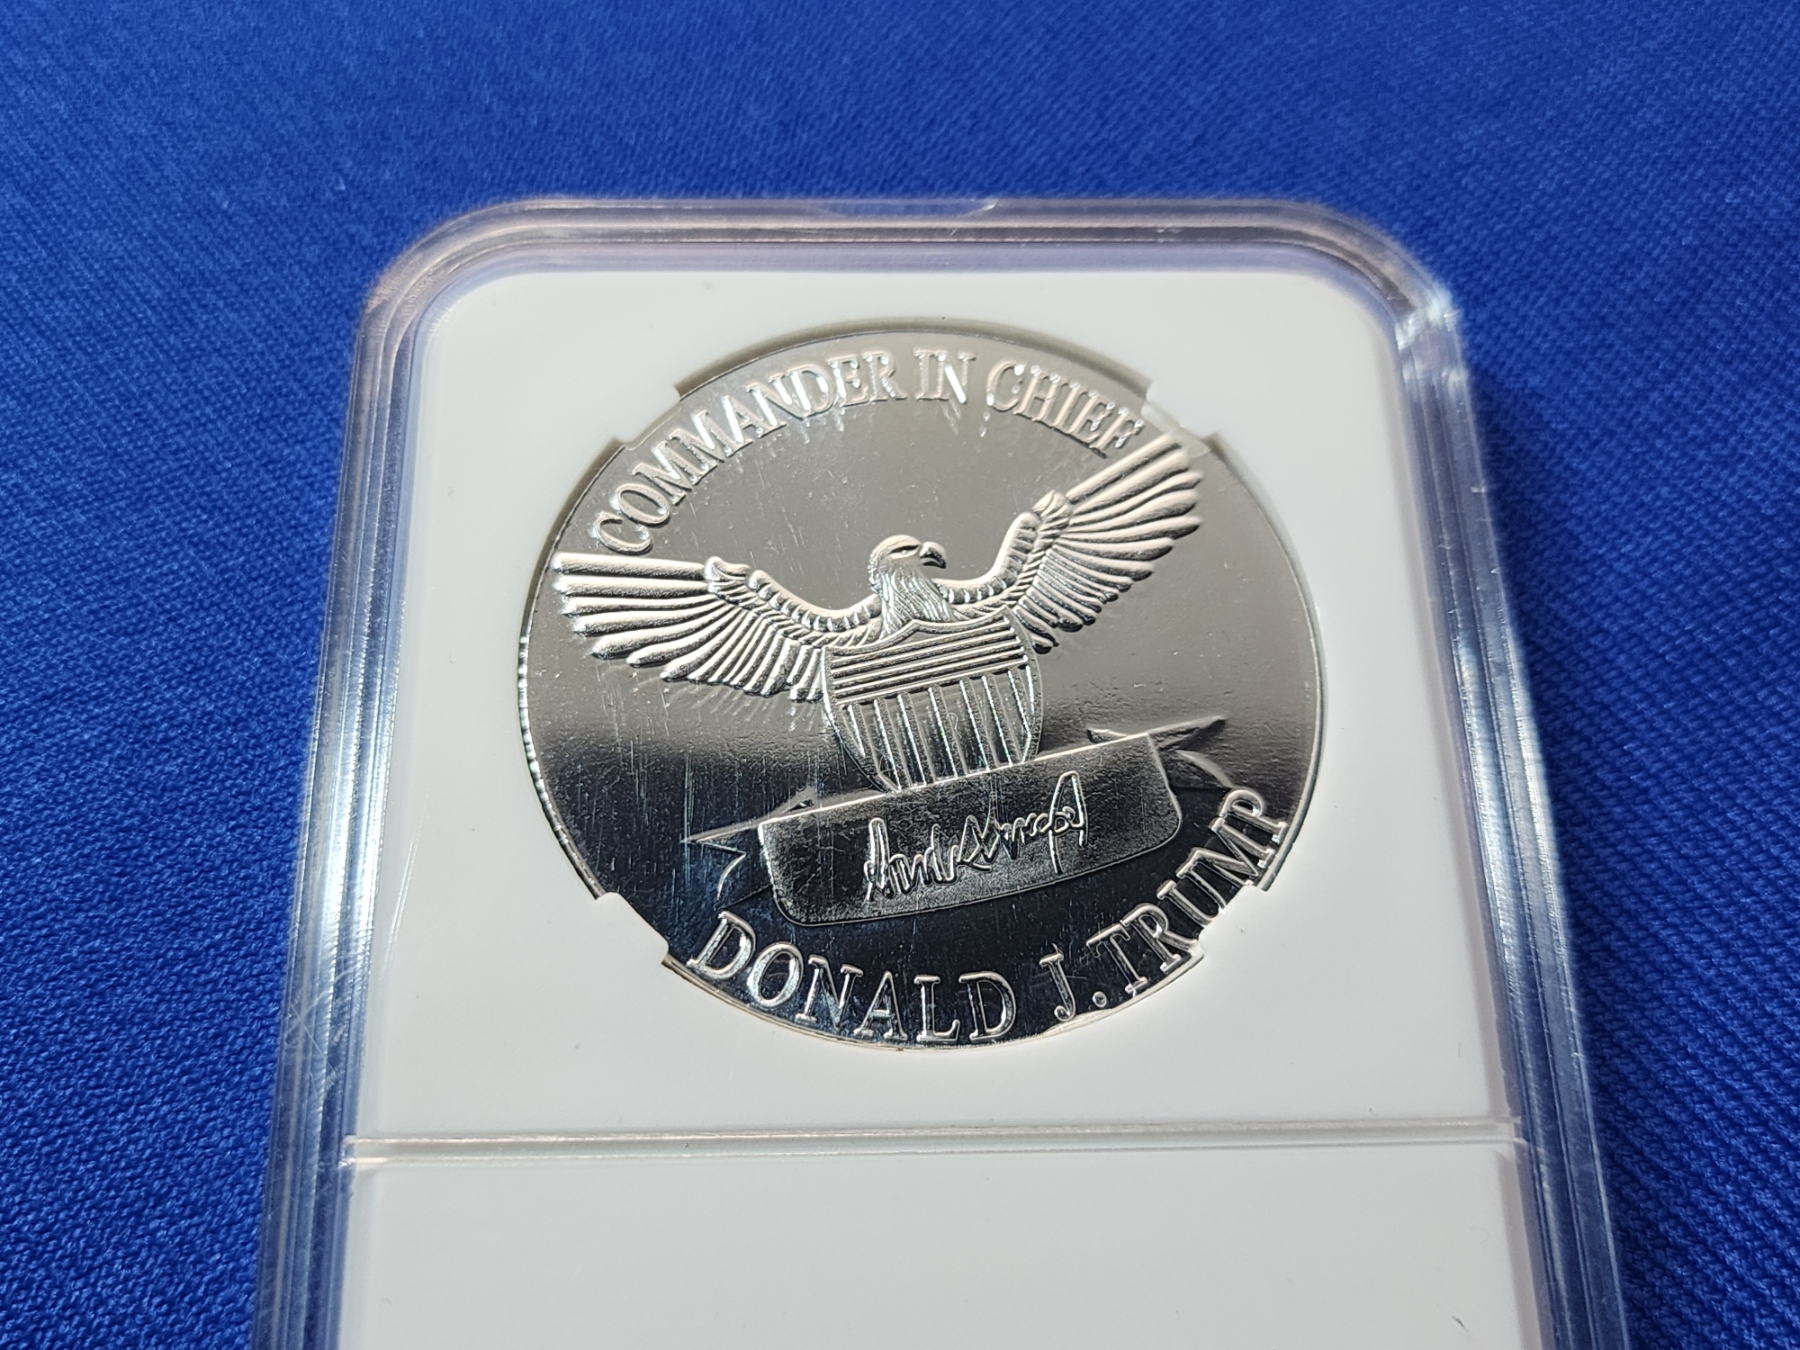 COMMANDER IN CHIEF
DONALD J. TRUMP